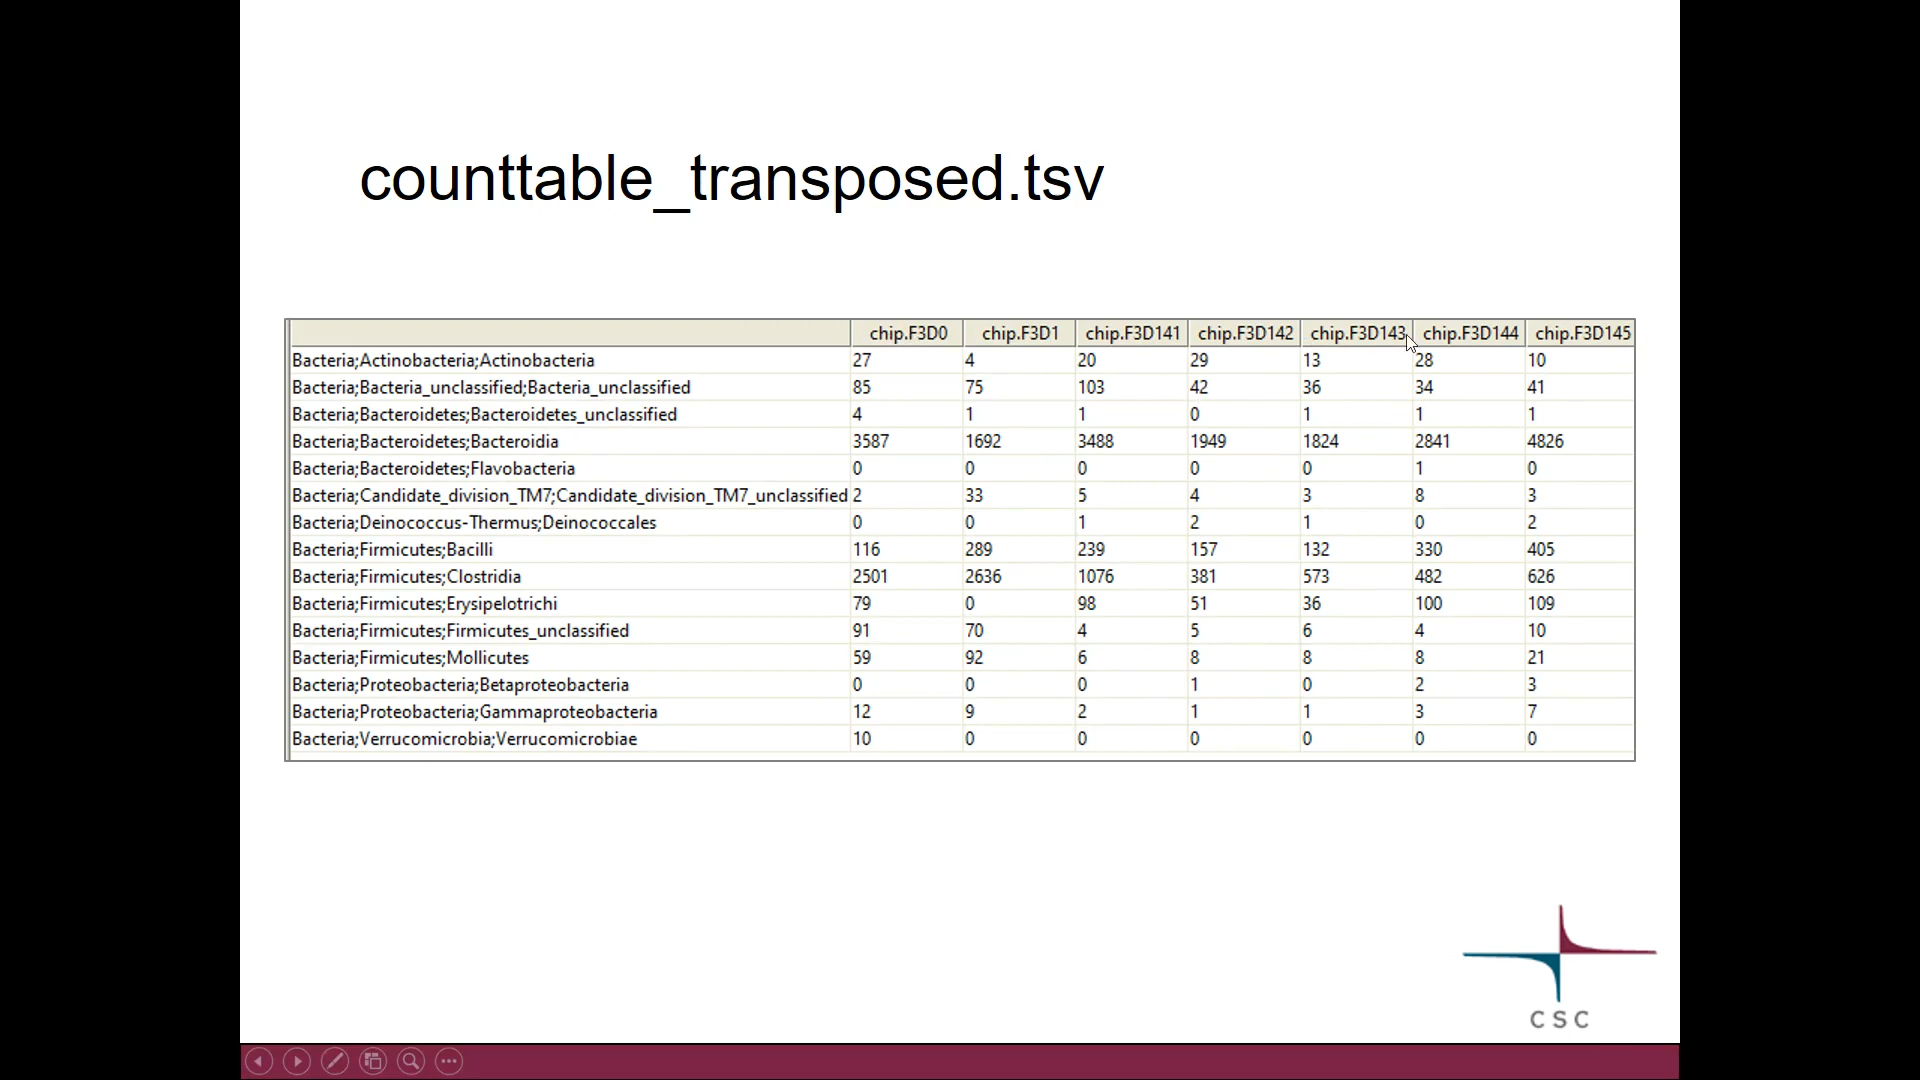 counttable_transposed.tsv
chip.F3D0 chip.F3D1 chip.F3D141 chip.F3D142 chip.F3D143 chip.F3D144 chip.F3D145
Bacteria;Actinobacteria;Actinobacteria 27 4 20 29 13 28 10
Bacteria;Bacteria_unclassified;Bacteria_unclassified 85 75 103 42 36 34 41
Bacteria;Bacteroidetes;Bacteroidetes_unclassified 4 1 1 0 1 1 1
Bacteria;Bacteroidetes;Bacteroidia 3587 1692 3488 1949 1824 2841 4826
Bacteria;Bacteroidetes;Flavobacteria 0 0 0 0 0 1 0
Bacteria;Candidate_division_TM7;Candidate_division_TM7_unclassified 2 33 5 4 3 8 3
Bacteria;Deinococcus-Thermus;Deinococcales 0 0 1 2 1 0 2
Bacteria;Firmicutes;Bacilli 116 289 239 157 132 330 405
Bacteria;Firmicutes;Clostridia 2501 2636 1076 381 573 482 626
Bacteria;Firmicutes;Erysipelotrichi 79 0 98 51 36 100 109
Bacteria;Firmicutes;Firmicutes_unclassified 91 70 4 5 6 4 10
Bacteria;Firmicutes;Mollicutes 59 92 6 8 8 8 21
Bacteria;Proteobacteria;Betaproteobacteria 0 0 0 1 0 2 3
Bacteria;Proteobacteria;Gammaproteobacteria 12 9 2 1 1 3 7
Bacteria;Verrucomicrobia;Verrucomicrobiae 10 0 0 0 0 0 0
CSC